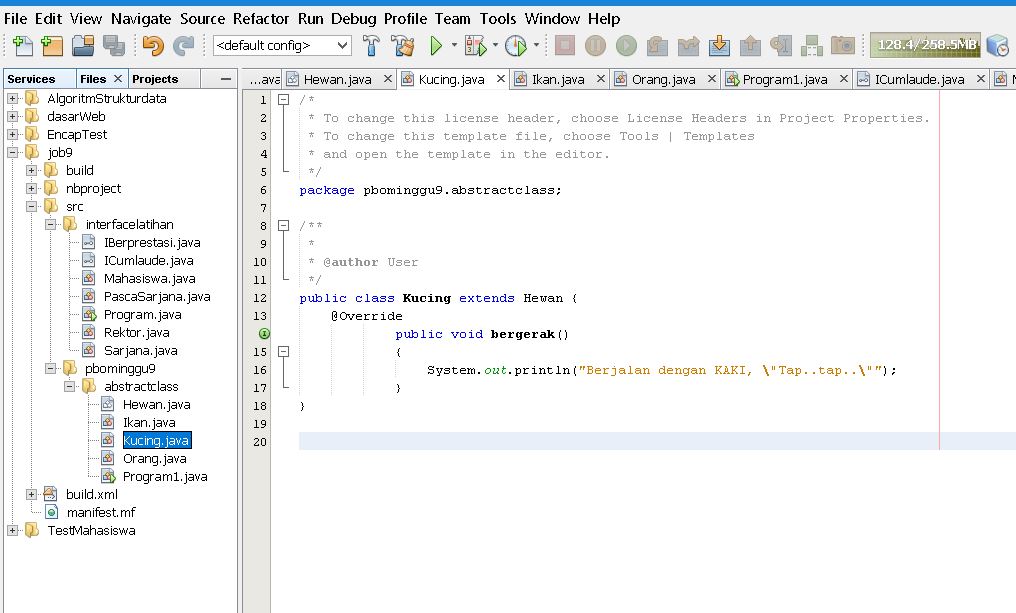 File Edit View Navigate Source Refactor Run Debug Profile Team Tools Window Help
<default config> 128.4/258.5MB
Services Files Projects
...ava Hewan.java Kucing.java Ikan.java Orang.java Program1.java ICumlaude.java
AlgoritmStrukturdata
dasarWeb
EncapTest
job9
build
nbproject
src
interfacelatihan
IBerprestasi.java
ICumlaude.java
Mahasiswa.java
PascaSarjana.java
Program.java
Rektor.java
Sarjana.java
pbominggu9
abstractclass
Hewan.java
Ikan.java
Kucing.java
Orang.java
Program1.java
build.xml
manifest.mf
TestMahasiswa
1 /*
2 * To change this license header, choose License Headers in Project Properties.
3 * To change this template file, choose Tools | Templates
4 * and open the template in the editor.
5 */
6 package pbominggu9.abstractclass;
7
8 /**
9 *
10 * @author User
11 */
12 public class Kucing extends Hewan {
13 @Override
public void bergerak()
15 {
16 System.out.println("Berjalan dengan KAKI, \"Tap..tap..\"");
17 }
18 }
19
20